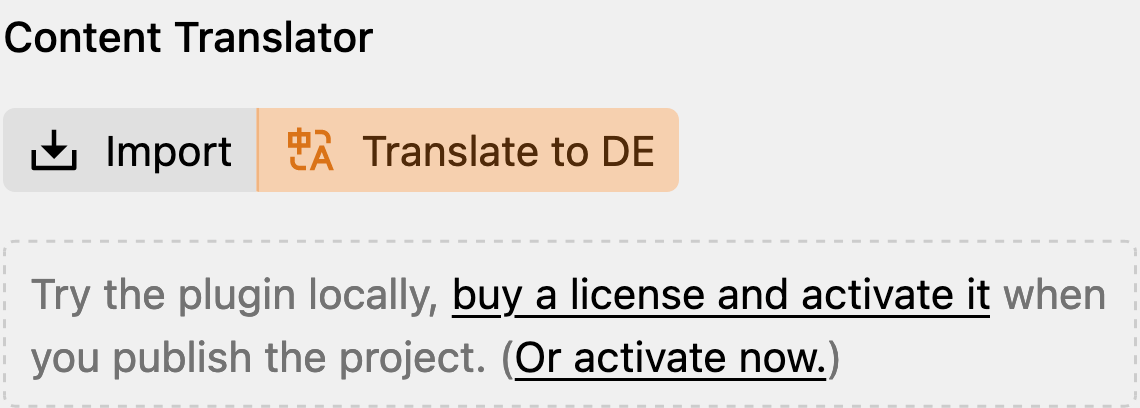 Content Translator
Import
Translate to DE
Try the plugin locally, buy a license and activate it when
you publish the project. (Or activate now.)